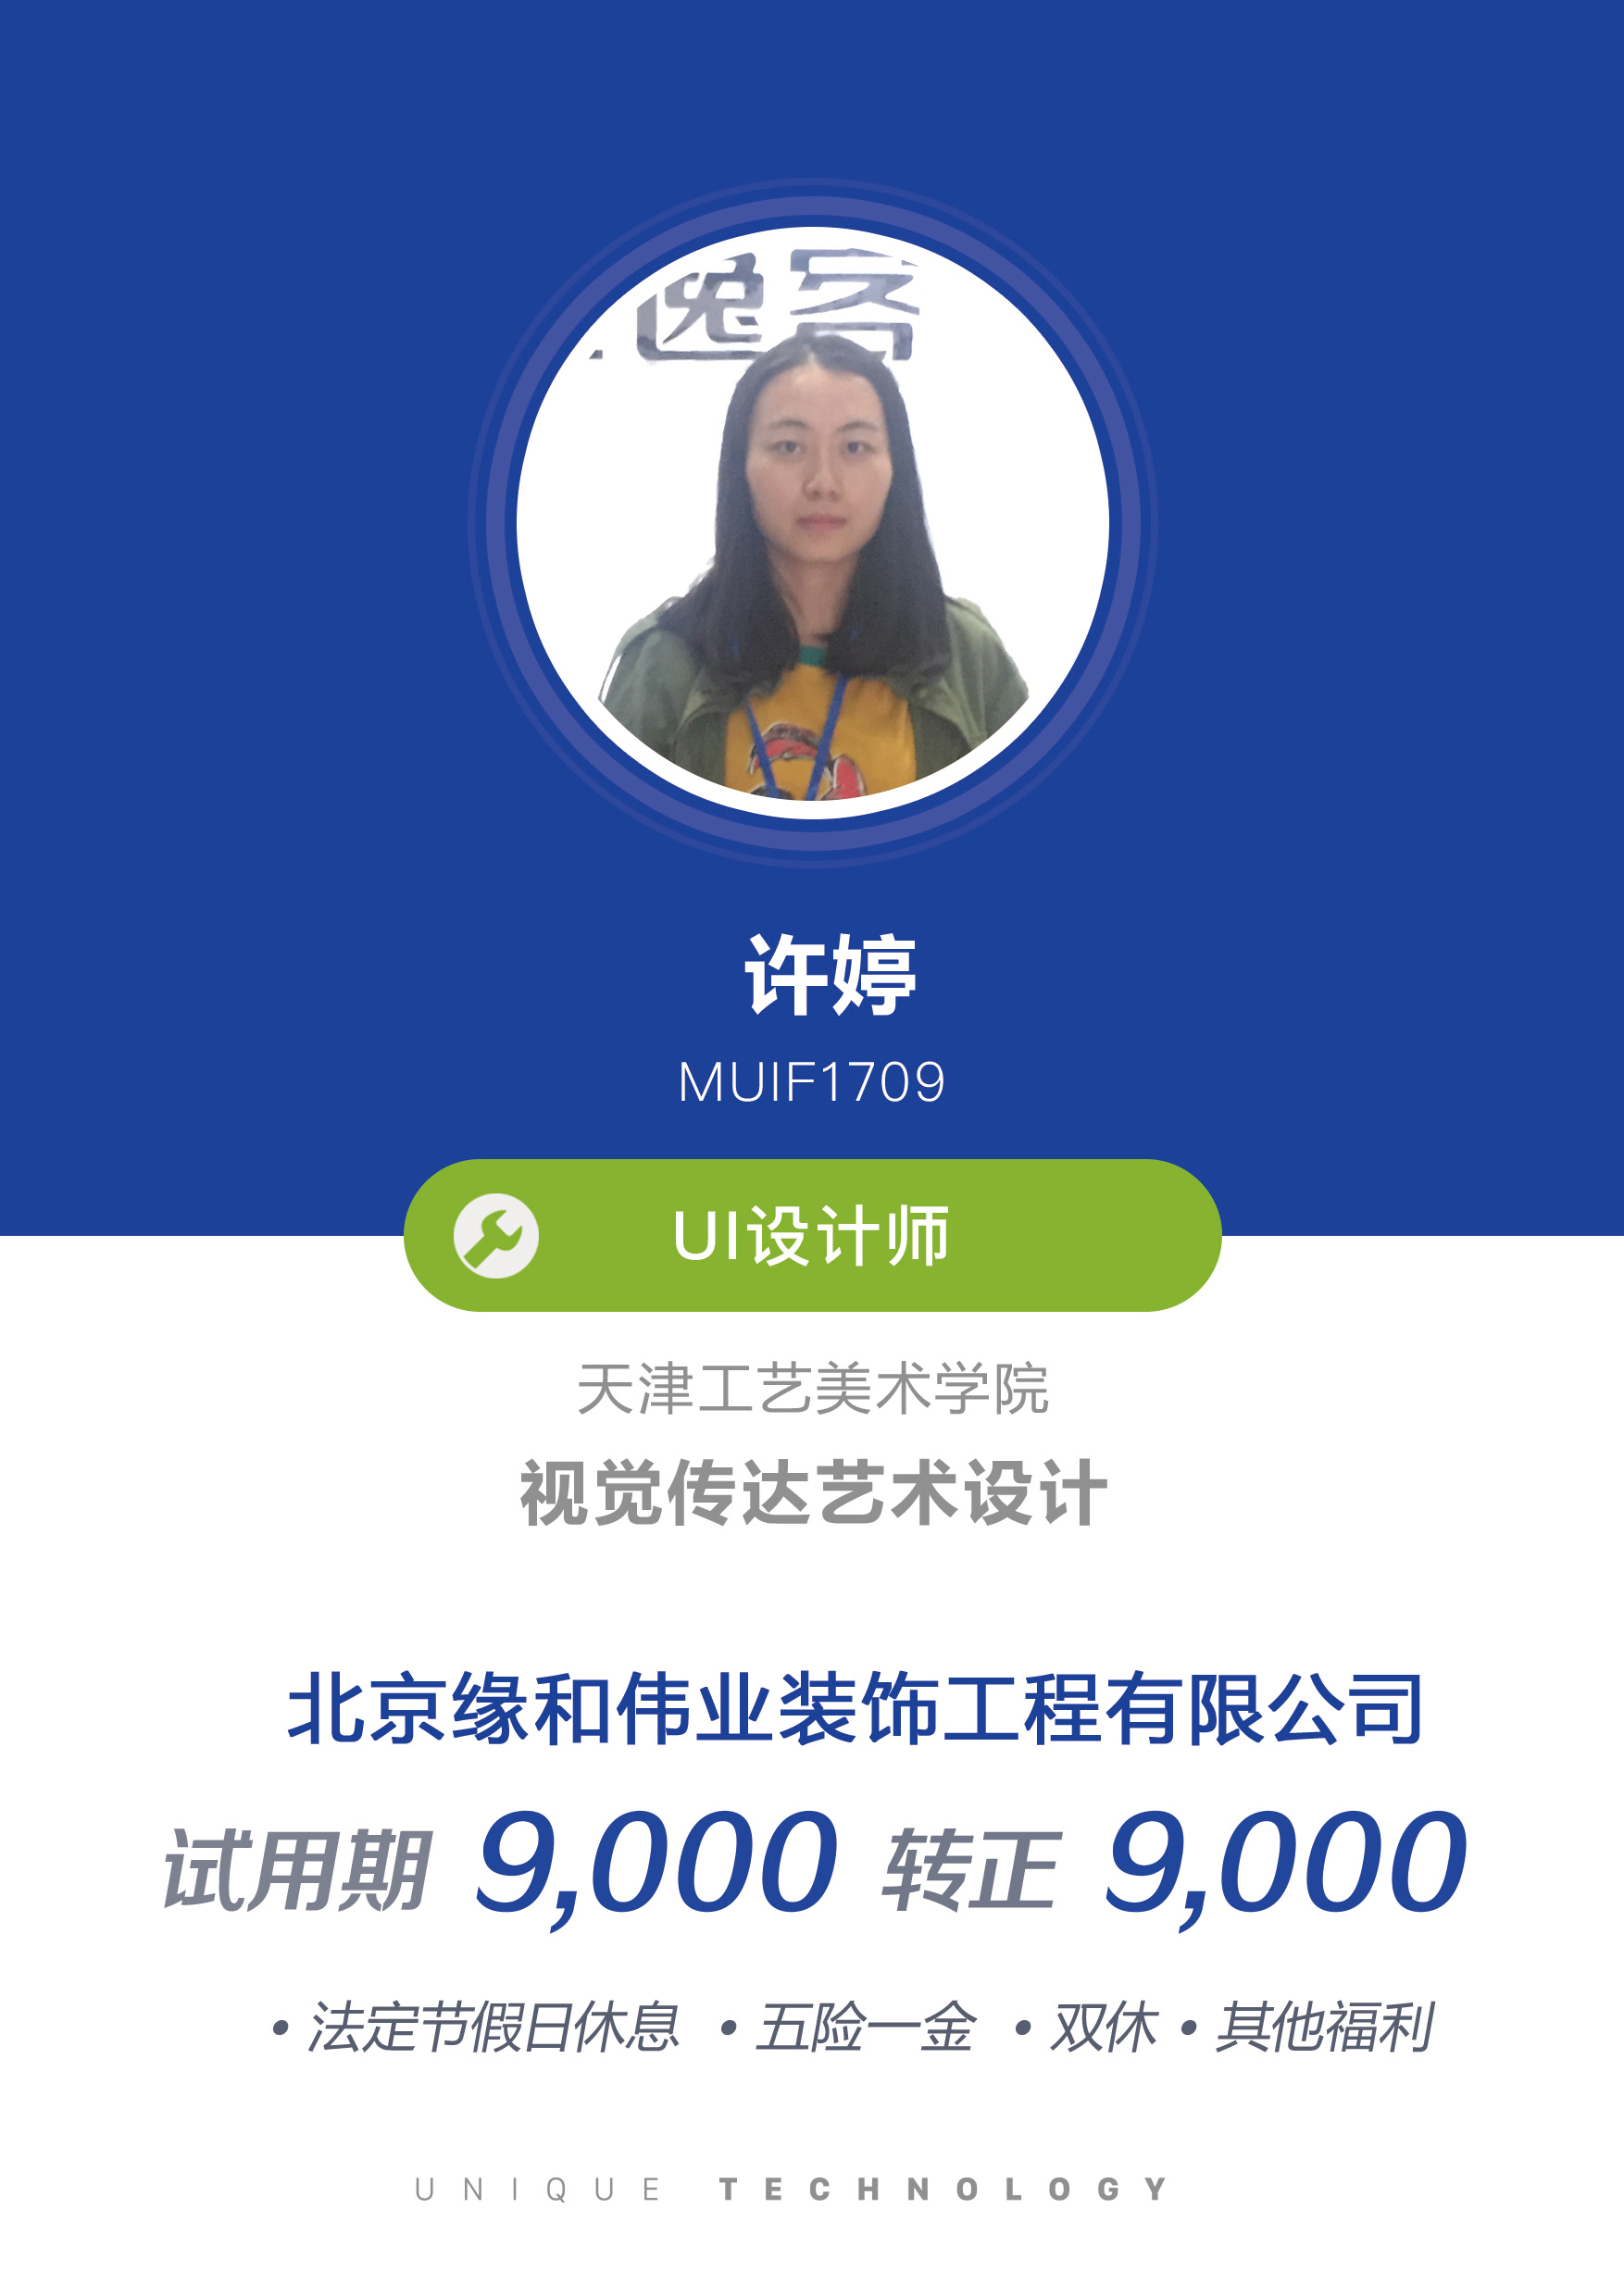 逸客
许婷
MUIF1709
UI设计师
天津工艺美术学院
视觉传达艺术设计
北京缘和伟业装饰工程有限公司
试用期 9,000 转正 9,000
• 法定节假日休息 • 五险一金 • 双休 • 其他福利
UNIQUE TECHNOLOGY